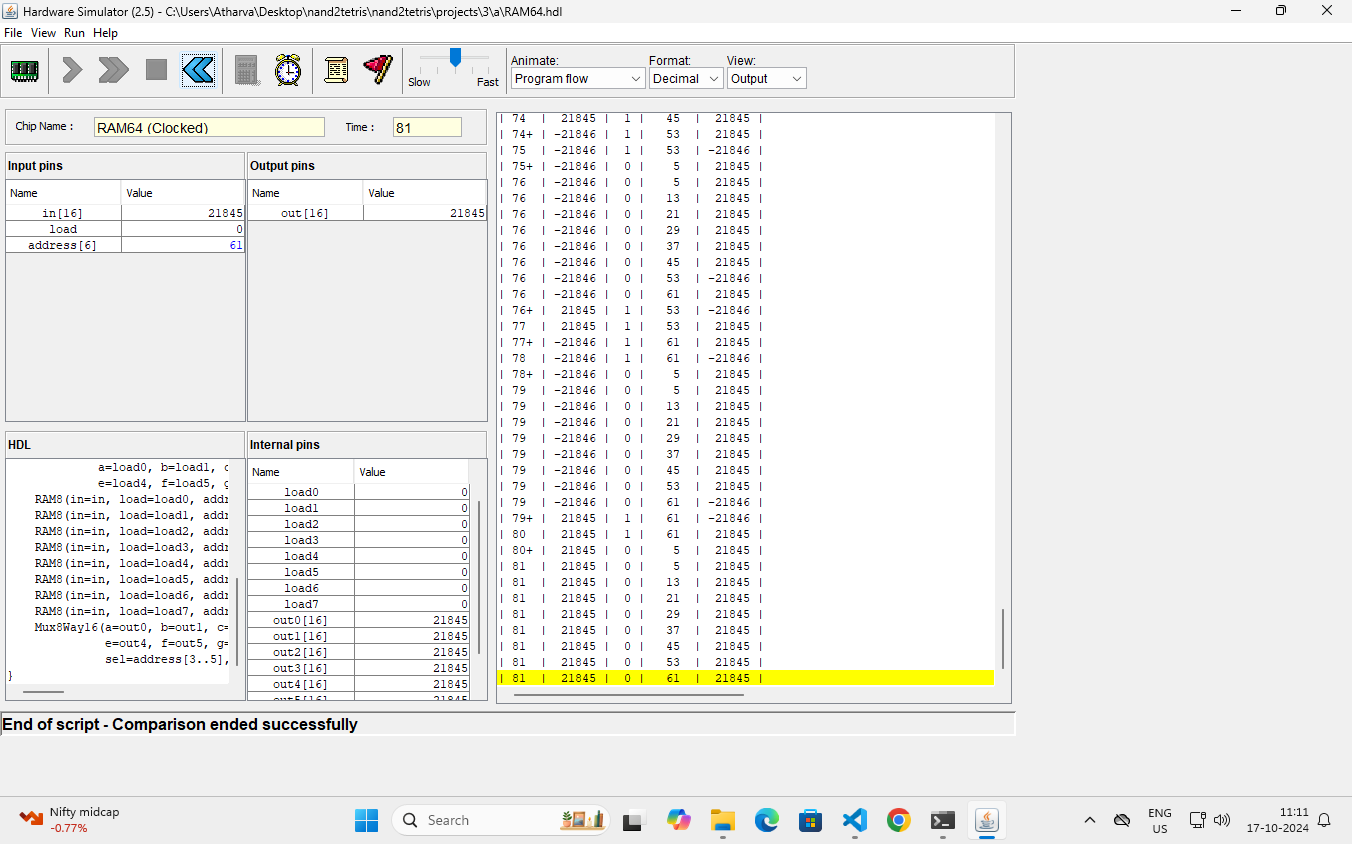 Hardware Simulator (2.5) - C:\Users\Atharva\Desktop\nand2tetris\nand2tetris\projects\3\a\RAM64.hdl
File View Run Help
Slow Fast
Animate: Format: View:
Program flow Decimal Output
Chip Name : RAM64 (Clocked) Time : 81
Input pins
Name Value
in[16] 21845
load 0
address[6] 61
Output pins
Name Value
out[16] 21845
HDL
a=load0, b=load1, c
e=load4, f=load5, g
RAM8(in=in, load=load0, addr
RAM8(in=in, load=load1, addr
RAM8(in=in, load=load2, addr
RAM8(in=in, load=load3, addr
RAM8(in=in, load=load4, addr
RAM8(in=in, load=load5, addr
RAM8(in=in, load=load6, addr
RAM8(in=in, load=load7, addr
Mux8Way16(a=out0, b=out1, c=
e=out4, f=out5, g=
sel=address[3..5],
}
Internal pins
Name Value
load0 0
load1 0
load2 0
load3 0
load4 0
load5 0
load6 0
load7 0
out0[16] 21845
out1[16] 21845
out2[16] 21845
out3[16] 21845
out4[16] 21845
out5[16] 21845
| 74 | 21845 | 1 | 45 | 21845 |
| 74+ | -21846 | 1 | 53 | 21845 |
| 75 | -21846 | 1 | 53 | -21846 |
| 75+ | -21846 | 0 | 5 | 21845 |
| 76 | -21846 | 0 | 5 | 21845 |
| 76 | -21846 | 0 | 13 | 21845 |
| 76 | -21846 | 0 | 21 | 21845 |
| 76 | -21846 | 0 | 29 | 21845 |
| 76 | -21846 | 0 | 37 | 21845 |
| 76 | -21846 | 0 | 45 | 21845 |
| 76 | -21846 | 0 | 53 | -21846 |
| 76 | -21846 | 0 | 61 | 21845 |
| 76+ | 21845 | 1 | 53 | -21846 |
| 77 | 21845 | 1 | 53 | 21845 |
| 77+ | -21846 | 1 | 61 | 21845 |
| 78 | -21846 | 1 | 61 | -21846 |
| 78+ | -21846 | 0 | 5 | 21845 |
| 79 | -21846 | 0 | 5 | 21845 |
| 79 | -21846 | 0 | 13 | 21845 |
| 79 | -21846 | 0 | 21 | 21845 |
| 79 | -21846 | 0 | 29 | 21845 |
| 79 | -21846 | 0 | 37 | 21845 |
| 79 | -21846 | 0 | 45 | 21845 |
| 79 | -21846 | 0 | 53 | 21845 |
| 79 | -21846 | 0 | 61 | -21846 |
| 79+ | 21845 | 1 | 61 | -21846 |
| 80 | 21845 | 1 | 61 | 21845 |
| 80+ | 21845 | 0 | 5 | 21845 |
| 81 | 21845 | 0 | 5 | 21845 |
| 81 | 21845 | 0 | 13 | 21845 |
| 81 | 21845 | 0 | 21 | 21845 |
| 81 | 21845 | 0 | 29 | 21845 |
| 81 | 21845 | 0 | 37 | 21845 |
| 81 | 21845 | 0 | 45 | 21845 |
| 81 | 21845 | 0 | 53 | 21845 |
| 81 | 21845 | 0 | 61 | 21845 |
End of script - Comparison ended successfully
Nifty midcap
-0.77%
Search
ENG
US
11:11
17-10-2024